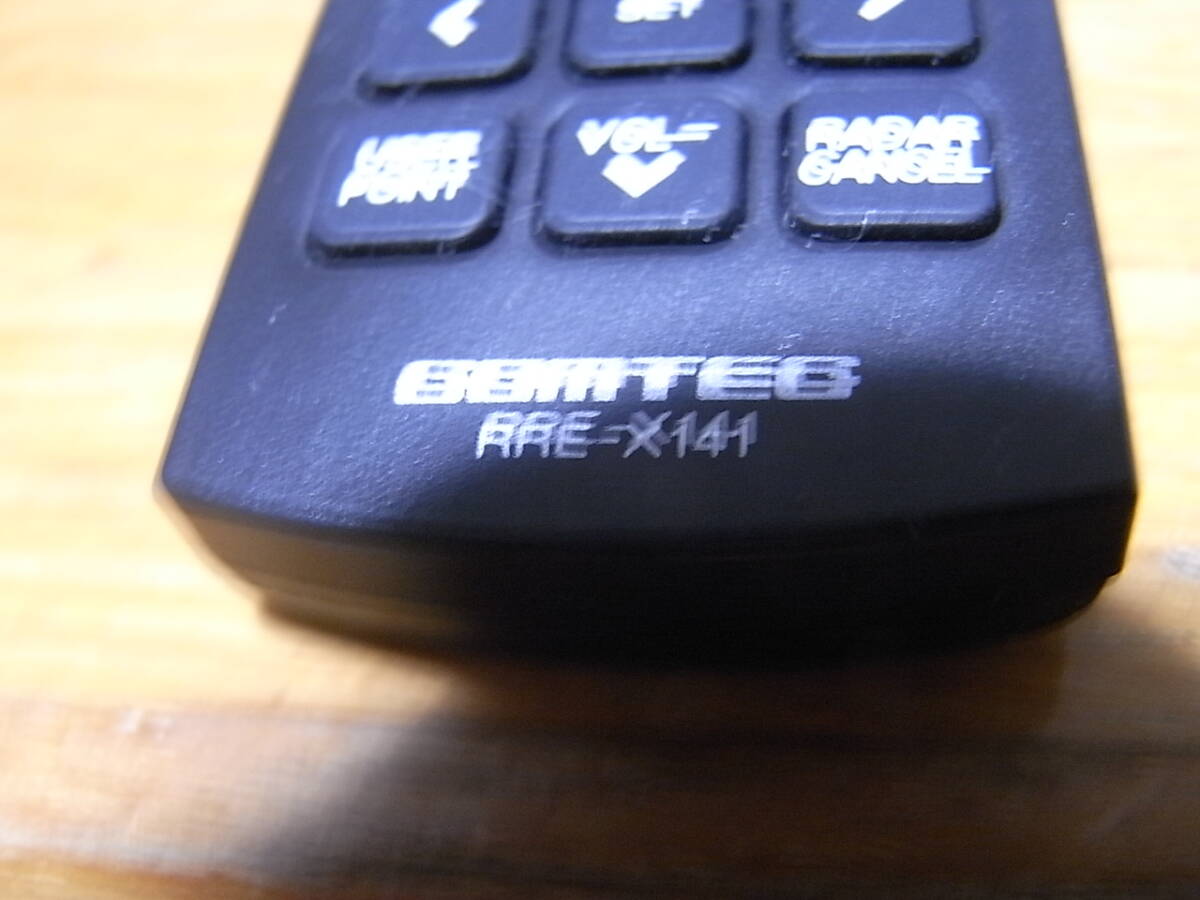 SET
USER
POINT
VOL-
RADAR
CANCEL
COMTEC
RRE-X141